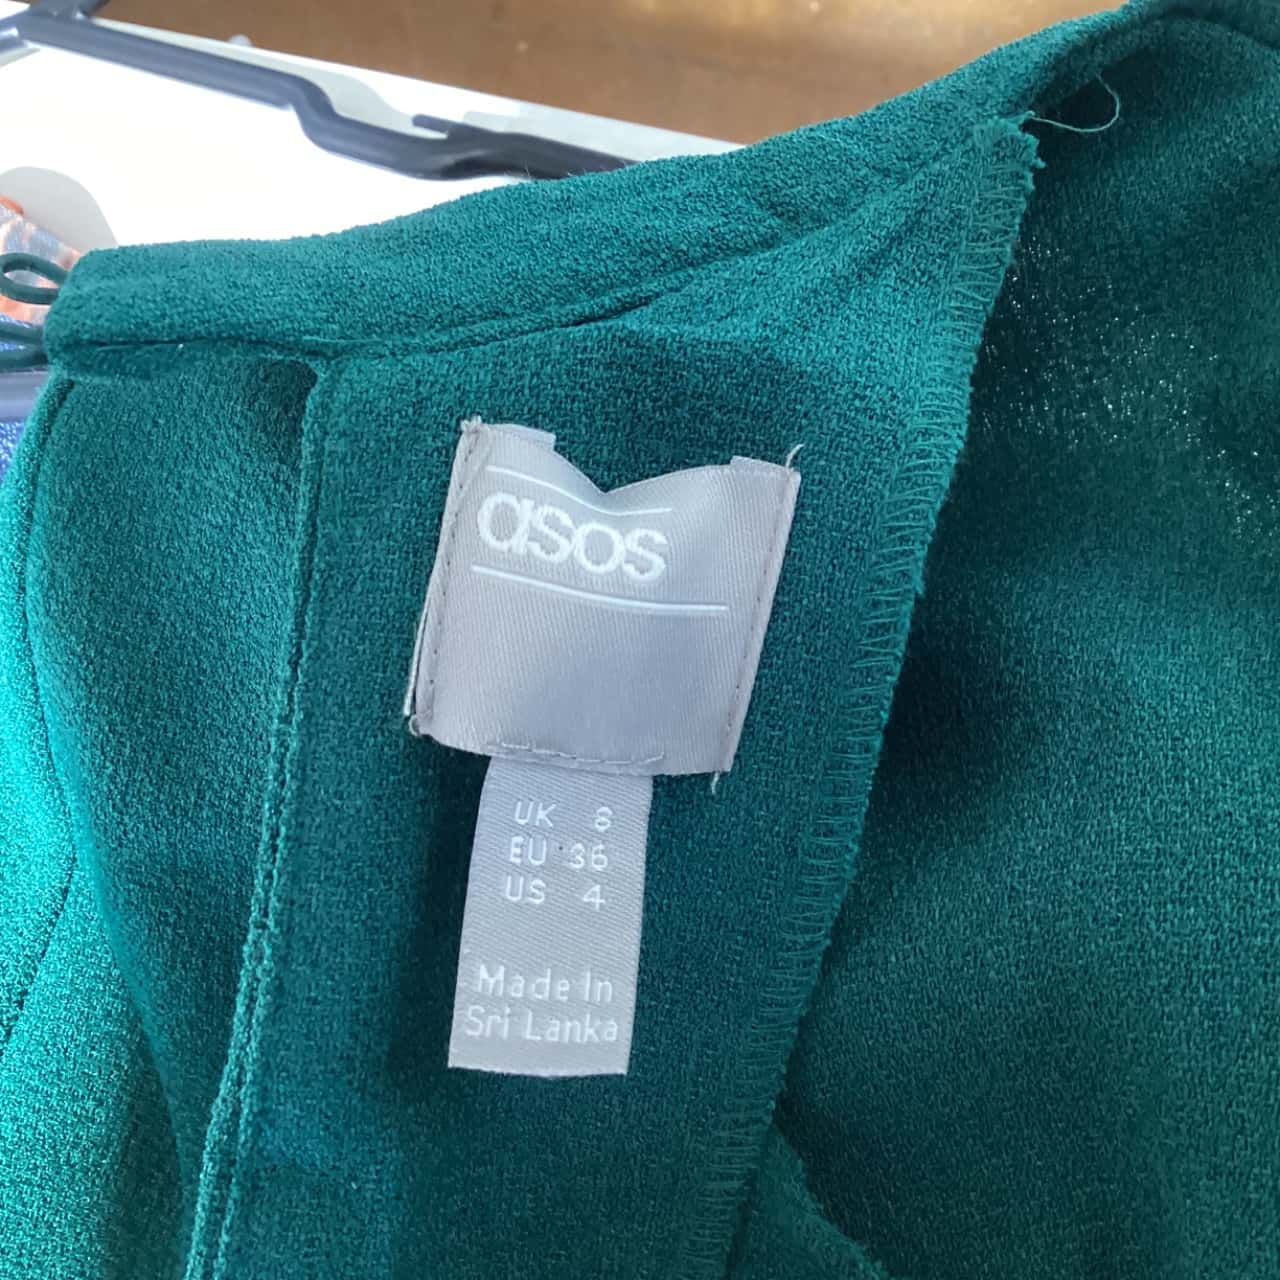 asos
UK 8
EU 36
US 4
Made In
Sri Lanka